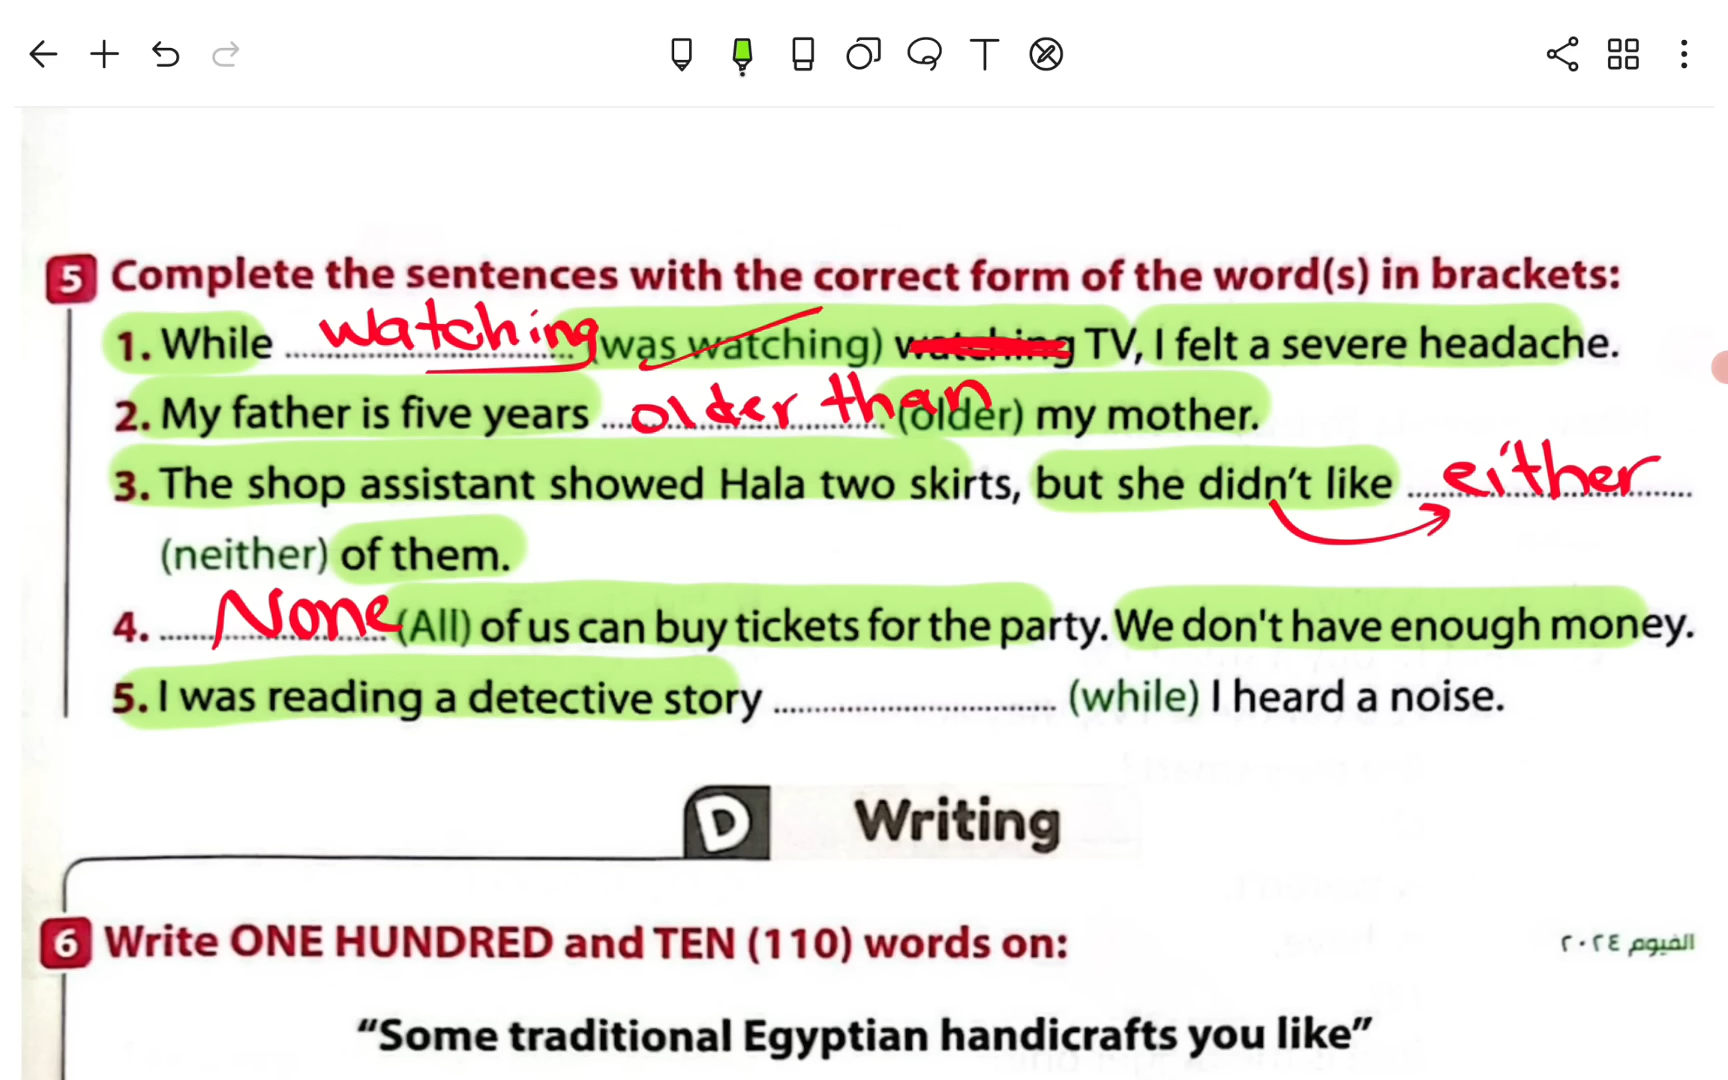 5 Complete the sentences with the correct form of the word(s) in brackets:
1. While watching (was watching) watching TV, I felt a severe headache.
2. My father is five years older than (older) my mother.
3. The shop assistant showed Hala two skirts, but she didn't like either
(neither) of them.
4. None (All) of us can buy tickets for the party. We don't have enough money.
5. I was reading a detective story .................................... (while) I heard a noise.
D Writing
6 Write ONE HUNDRED and TEN (110) words on: الفيوم ٢٠٢٤
"Some traditional Egyptian handicrafts you like"